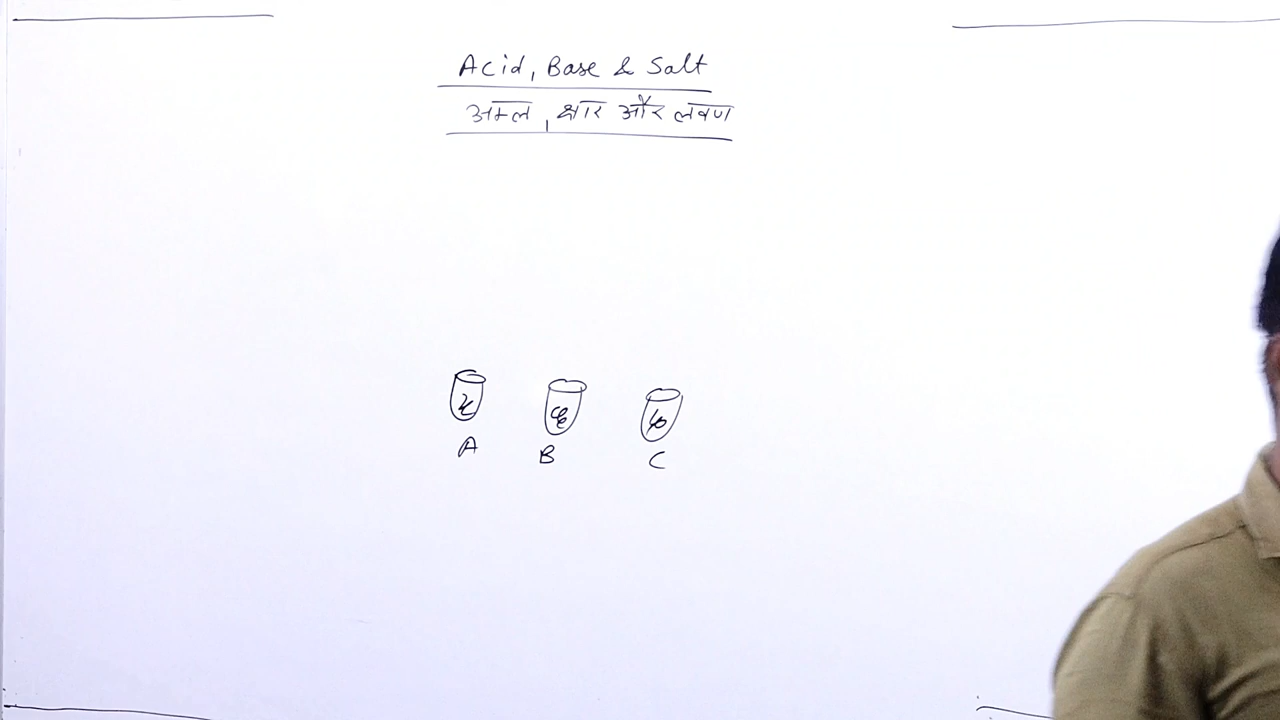 Acid, Base & Salt
अम्ल, क्षार और लवण
A B C